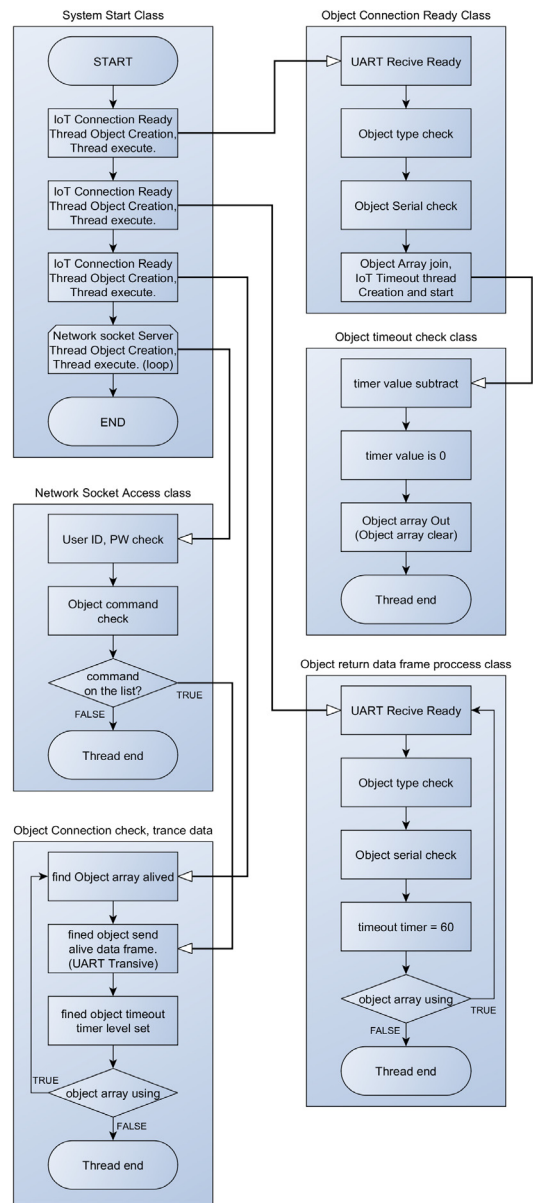 System Start Class
START
IoT Connection Ready
Thread Object Creation,
Thread execute.
IoT Connection Ready
Thread Object Creation,
Thread execute.
IoT Connection Ready
Thread Object Creation,
Thread execute.
Network socket Server
Thread Object Creation,
Thread execute. (loop)
END
Network Socket Access class
User ID, PW check
Object command
check
command
on the list?
TRUE
FALSE
Thread end
Object Connection check, trance data
find Object array alived
fined object send
alive data frame.
(UART Transive)
fined object timeout
timer level set
TRUE
object array using
FALSE
Thread end
Object Connection Ready Class
UART Recive Ready
Object type check
Object Serial check
Object Array join,
IoT Timeout thread
Creation and start
Object timeout check class
timer value subtract
timer value is 0
Object array Out
(Object array clear)
Thread end
Object return data frame proccess class
UART Recive Ready
Object type check
Object serial check
timeout timer = 60
object array using
TRUE
FALSE
Thread end